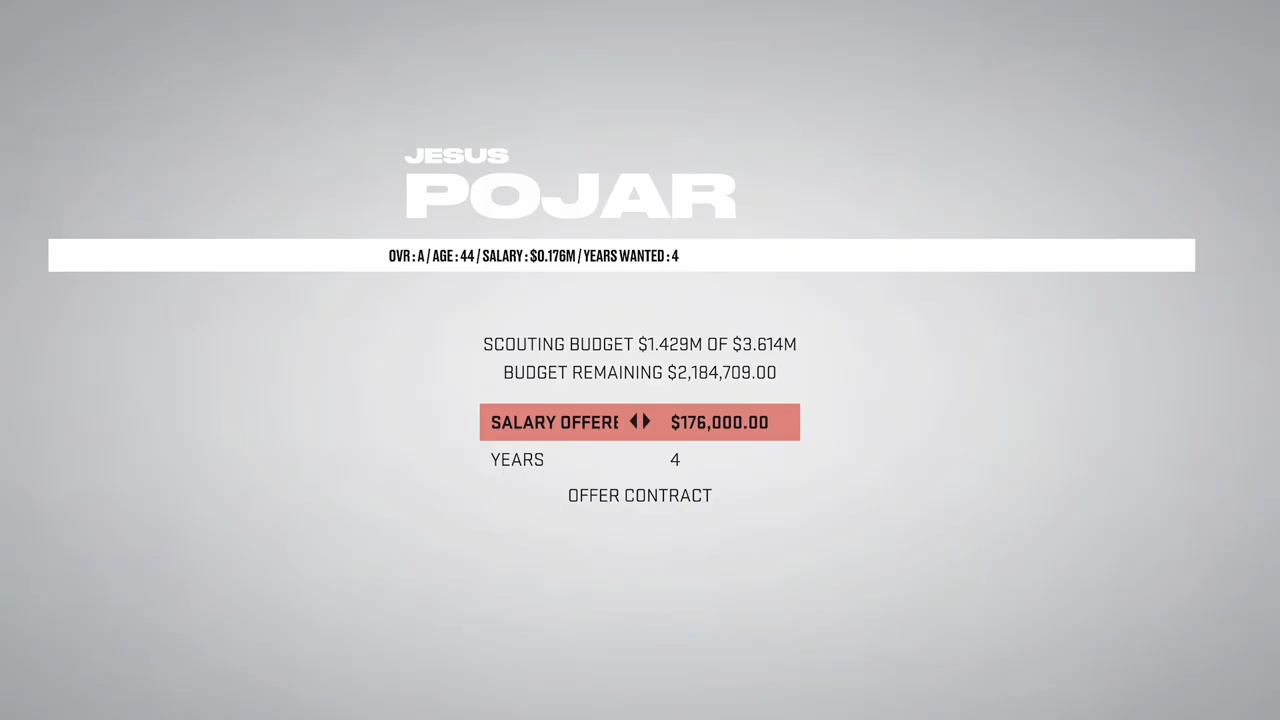 JESUS
POJAR
OVR : A / AGE : 44 / SALARY : $0.176M / YEARS WANTED : 4
SCOUTING BUDGET $1.429M OF $3.614M
BUDGET REMAINING $2,184,709.00
SALARY OFFERE $176,000.00
YEARS 4
OFFER CONTRACT